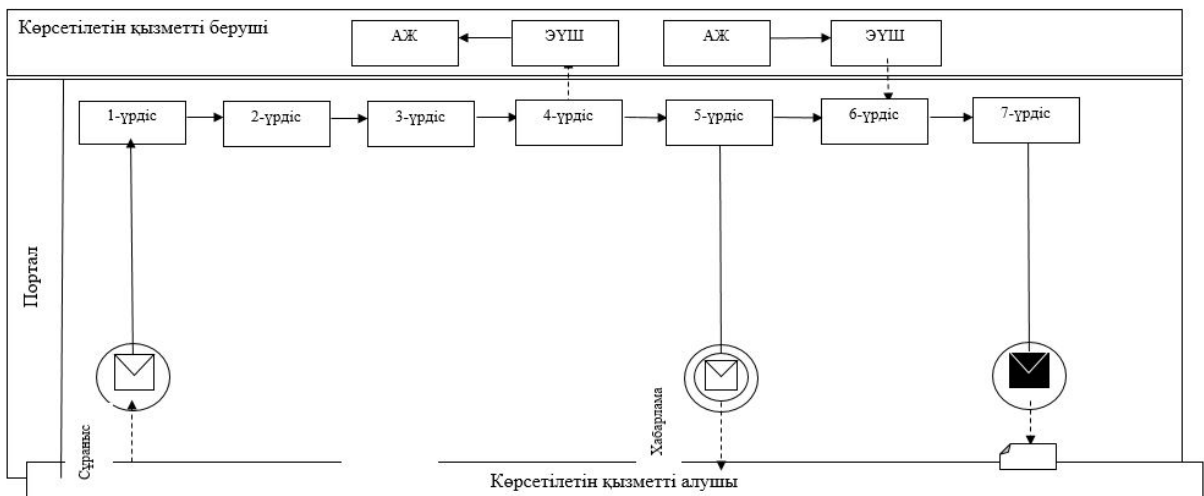 Көрсетілетін қызметті беруші
АЖ
ЭҮШ
АЖ
ЭҮШ
1-үрдіс
2-үрдіс
3-үрдіс
4-үрдіс
5-үрдіс
6-үрдіс
7-үрдіс
Портал
Сұраныс
Хабарлама
Көрсетілетін қызметті алушы